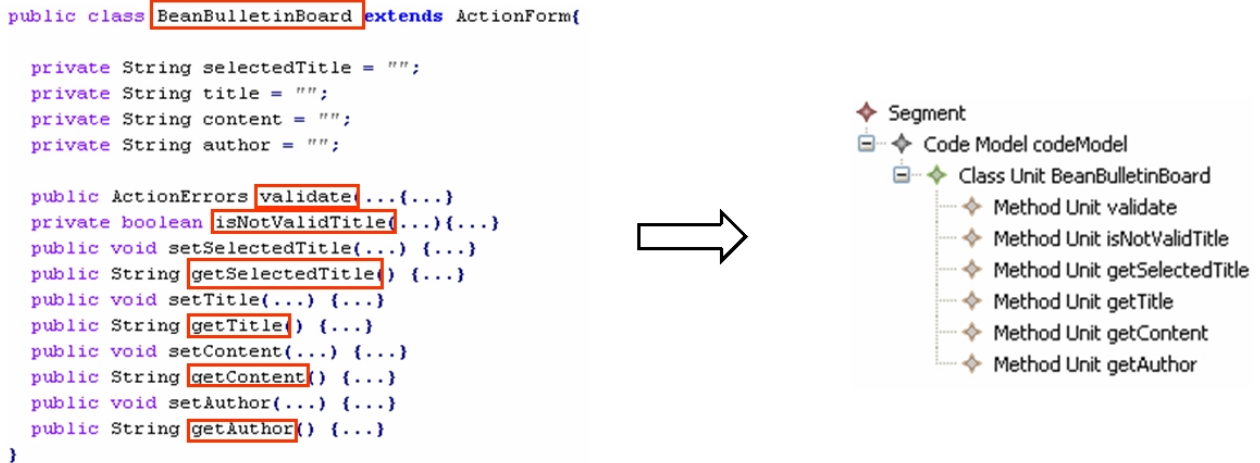 public class BeanBulletinBoard extends ActionForm{
private String selectedTitle = "";
private String title = "";
private String content = "";
private String author = "";
public ActionErrors validate(...{...}
private boolean isNotValidTitle(...){...}
public void setSelectedTitle(...) {...}
public String getSelectedTitle() {...}
public void setTitle(...) {...}
public String getTitle() {...}
public void setContent(...) {...}
public String getContent() {...}
public void setAuthor(...) {...}
public String getAuthor() {...}
}
Segment
Code Model codeModel
Class Unit BeanBulletinBoard
Method Unit validate
Method Unit isNotValidTitle
Method Unit getSelectedTitle
Method Unit getTitle
Method Unit getContent
Method Unit getAuthor